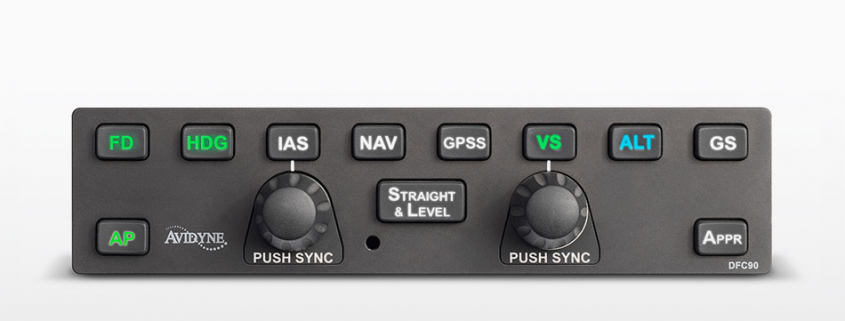 FD HDG IAS NAV GPSS VS ALT GS
STRAIGHT
& LEVEL
AP AVIDYNE APPR
PUSH SYNC PUSH SYNC
DFC90